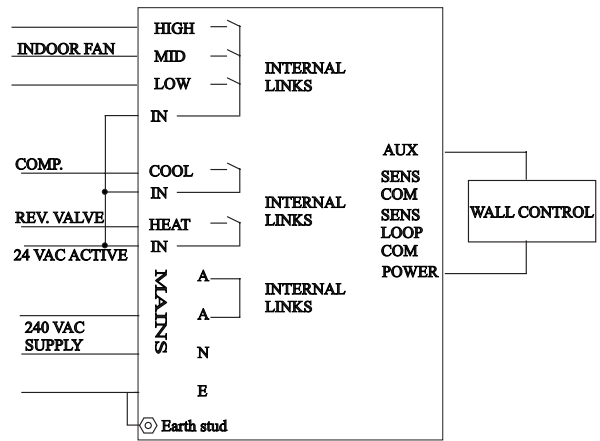 HIGH
INDOOR FAN
MID
LOW
INTERNAL
LINKS
IN
COMP.
COOL
IN
REV. VALVE
HEAT
INTERNAL
LINKS
IN
24 VAC ACTIVE
MAINS
A
A
INTERNAL
LINKS
240 VAC
SUPPLY
N
E
Earth stud
AUX
SENS
COM
SENS
LOOP
COM
POWER
WALL CONTROL